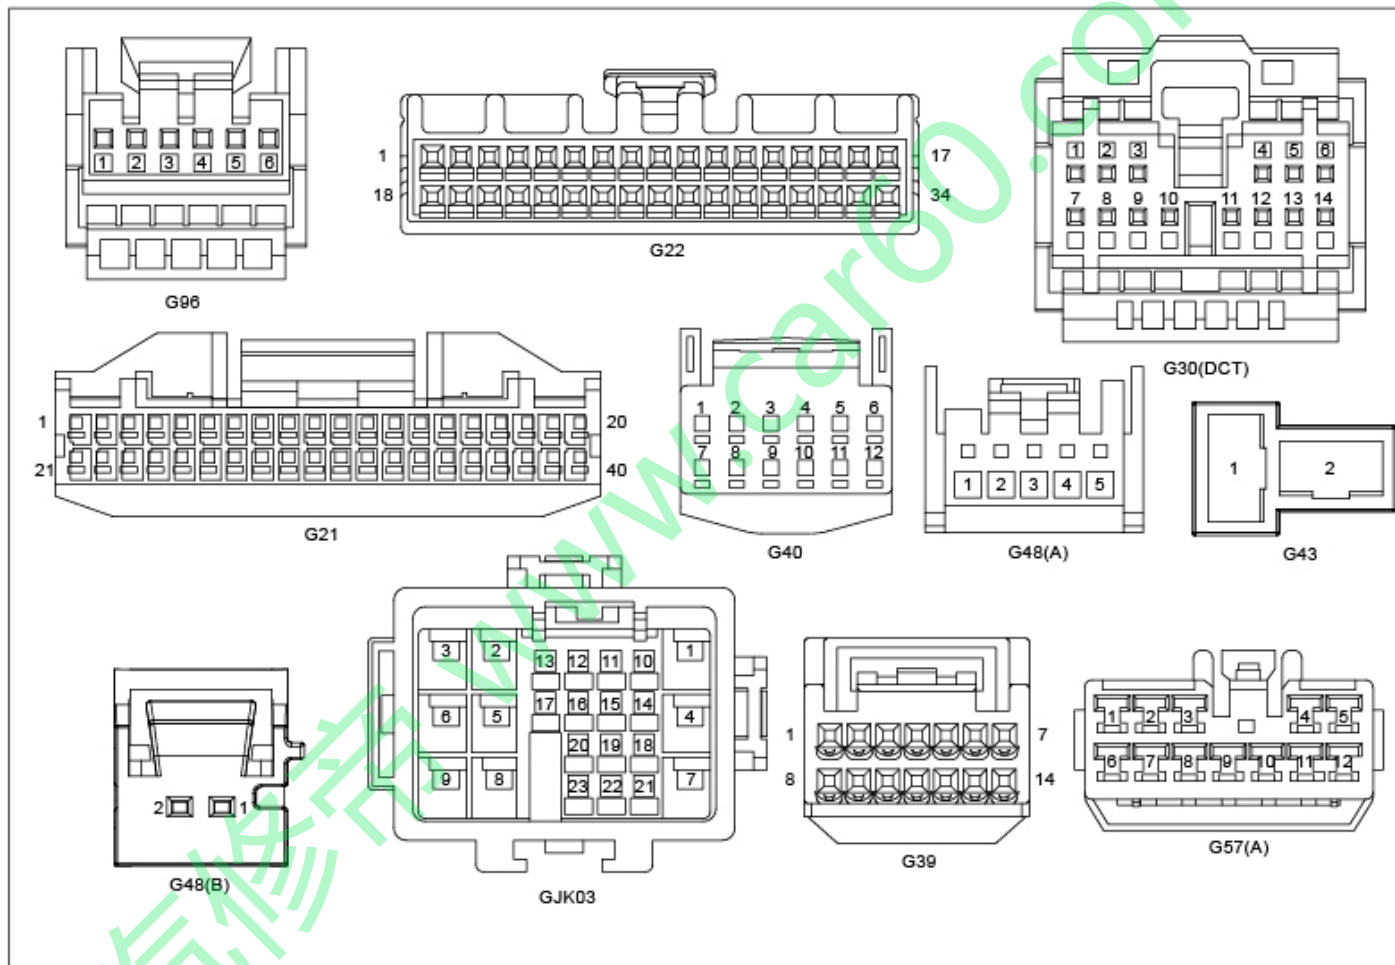 1 2 3 4 5 6
G96
1 17
18 34
G22
1 2 3 4 5 6
7 8 9 10 11 12 13 14
G30(DCT)
1 20
21 40
G21
1 2 3 4 5 6
7 8 9 10 11 12
G40
1 2 3 4 5
G48(A)
1 2
G43
2 1
G48(B)
3 2 13 12 11 10 1
6 5 17 16 15 14 4
20 19 18
9 8 23 22 21 7
GJK03
1 7
8 14
G39
1 2 3 4 5
6 7 8 9 10 11 12
G57(A)
汽修帝 www.car60.com